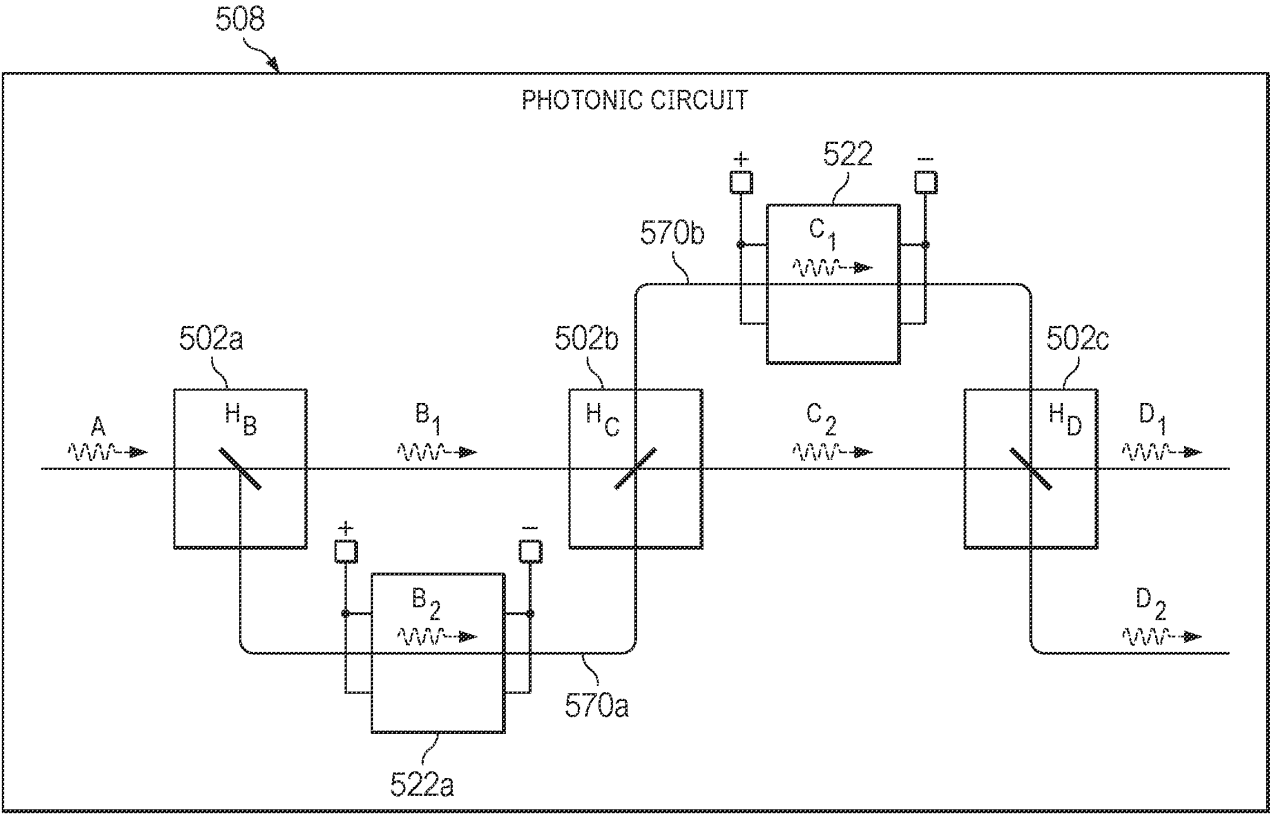 508
PHOTONIC CIRCUIT
+
522
−
C1
570b
502a
502b
502c
HB
HC
HD
A
B1
C2
D1
+
−
B2
D2
570a
522a